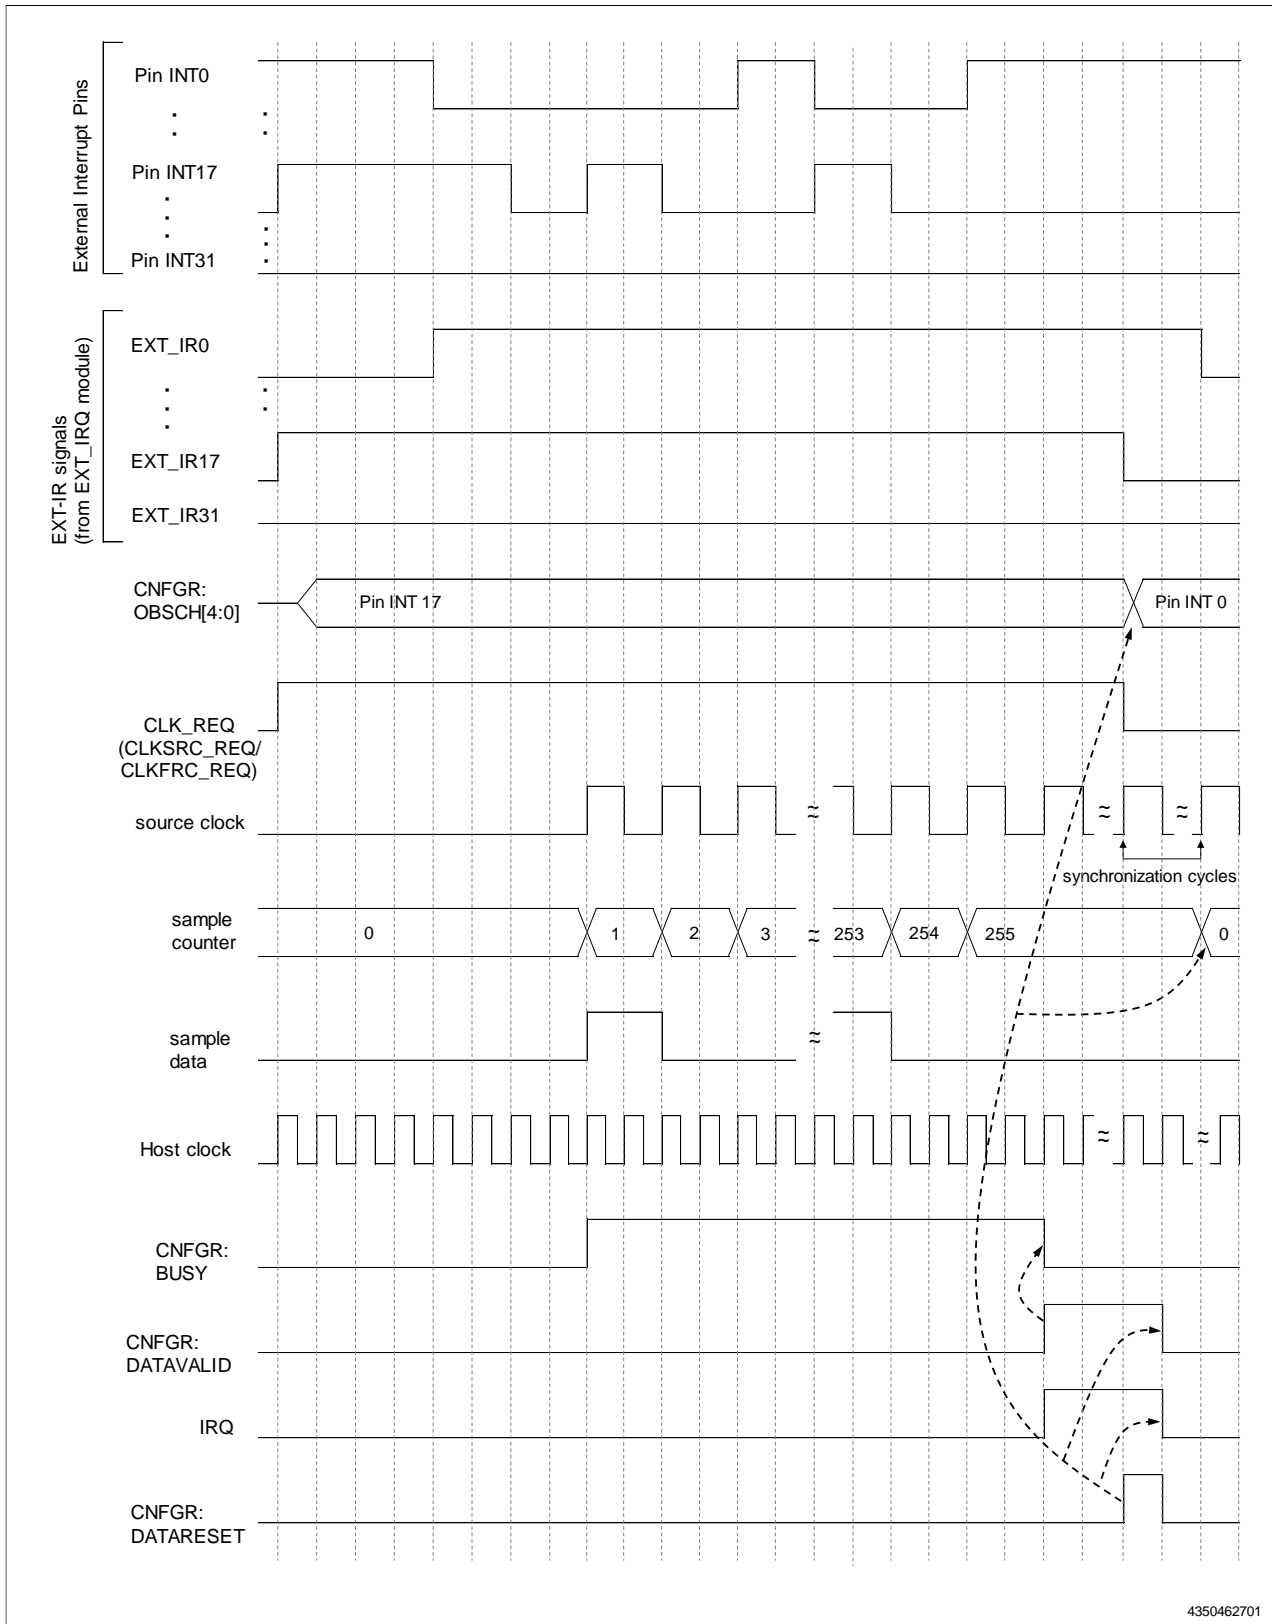 External Interrupt Pins
Pin INT0
Pin INT17
Pin INT31
EXT-IR signals
(from EXT_IRQ module)
EXT_IR0
EXT_IR17
EXT_IR31
CNFGR:
OBSCH[4:0]
Pin INT 17
Pin INT 0
CLK_REQ
(CLKSRC_REQ/
CLKFRC_REQ)
source clock
≈ ≈ ≈
synchronization cycles
sample
counter
0 1 2 3 ≈ 253 254 255 0
sample
data
≈
Host clock
≈ ≈
CNFGR:
BUSY
CNFGR:
DATAVALID
IRQ
CNFGR:
DATARESET
4350462701